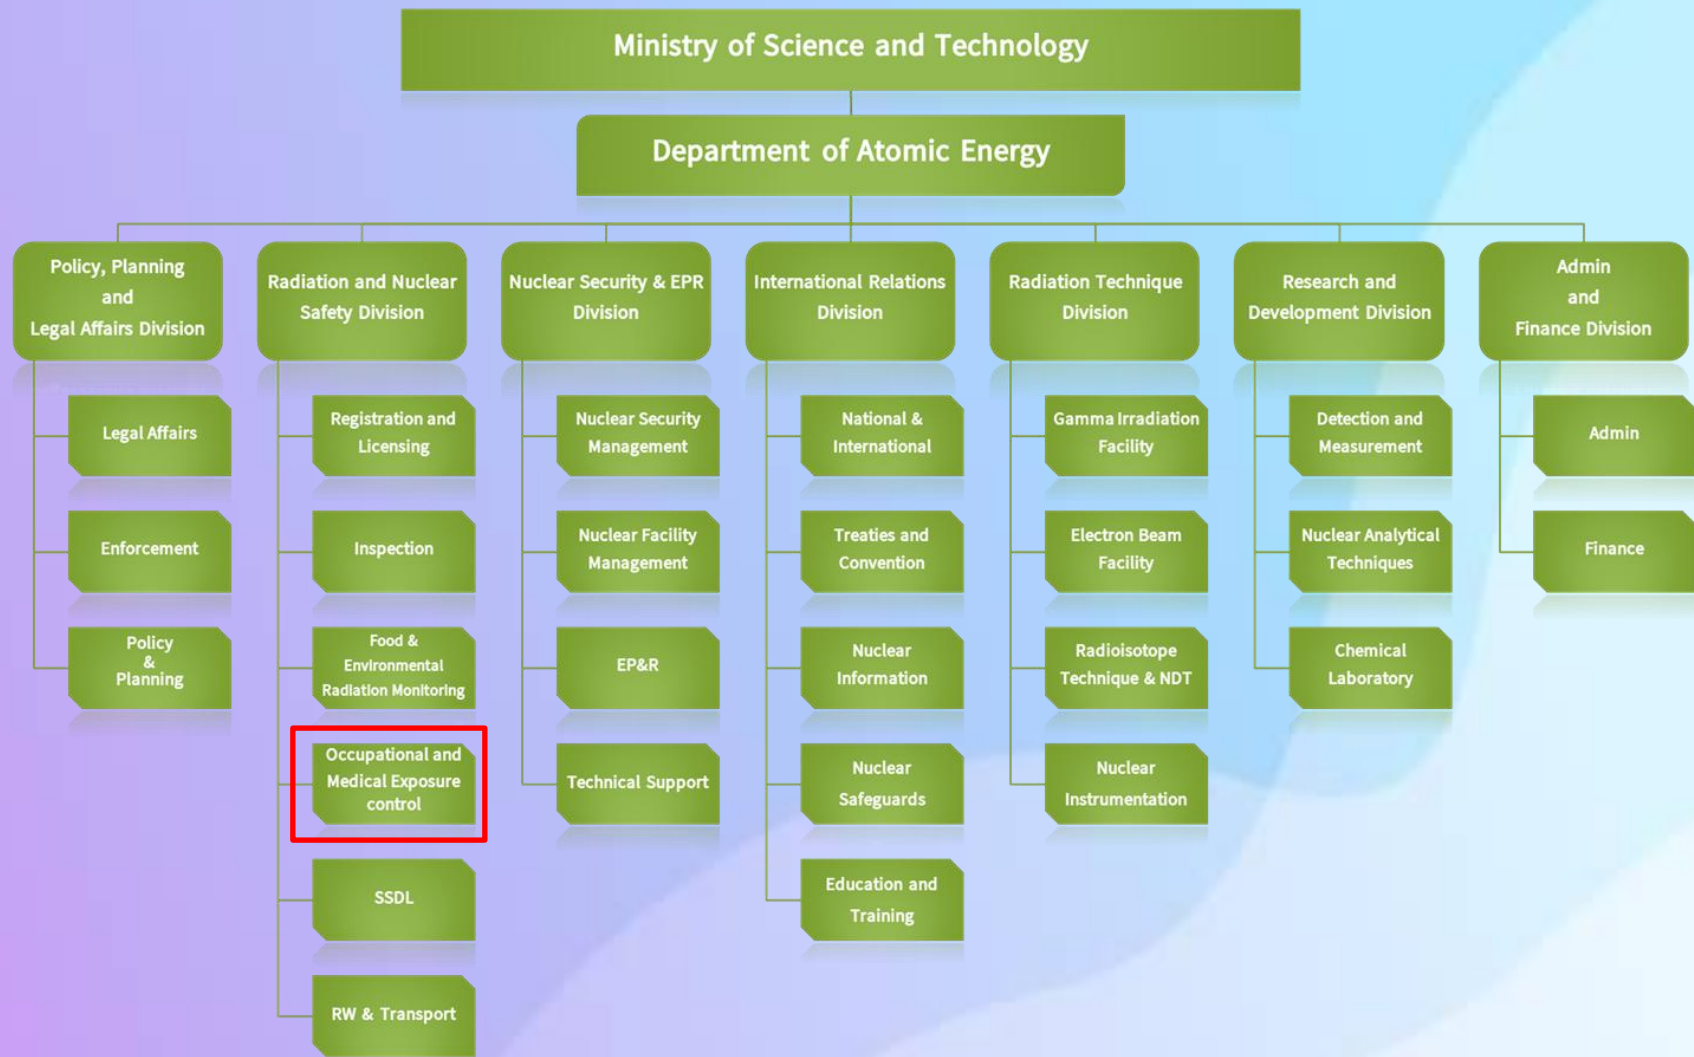 Ministry of Science and Technology
Department of Atomic Energy
Policy, Planning
and
Legal Affairs Division
Legal Affairs
Enforcement
Policy
&
Planning
Radiation and Nuclear
Safety Division
Registration and
Licensing
Inspection
Food &
Environmental
Radiation Monitoring
Occupational and
Medical Exposure
control
SSDL
RW & Transport
Nuclear Security & EPR
Division
Nuclear Security
Management
Nuclear Facility
Management
EP&R
Technical Support
International Relations
Division
National &
International
Treaties and
Convention
Nuclear
Information
Nuclear
Safeguards
Education and
Training
Radiation Technique
Division
Gamma Irradiation
Facility
Electron Beam
Facility
Radioisotope
Technique & NDT
Nuclear
Instrumentation
Research and
Development Division
Detection and
Measurement
Nuclear Analytical
Techniques
Chemical
Laboratory
Admin
and
Finance Division
Admin
Finance